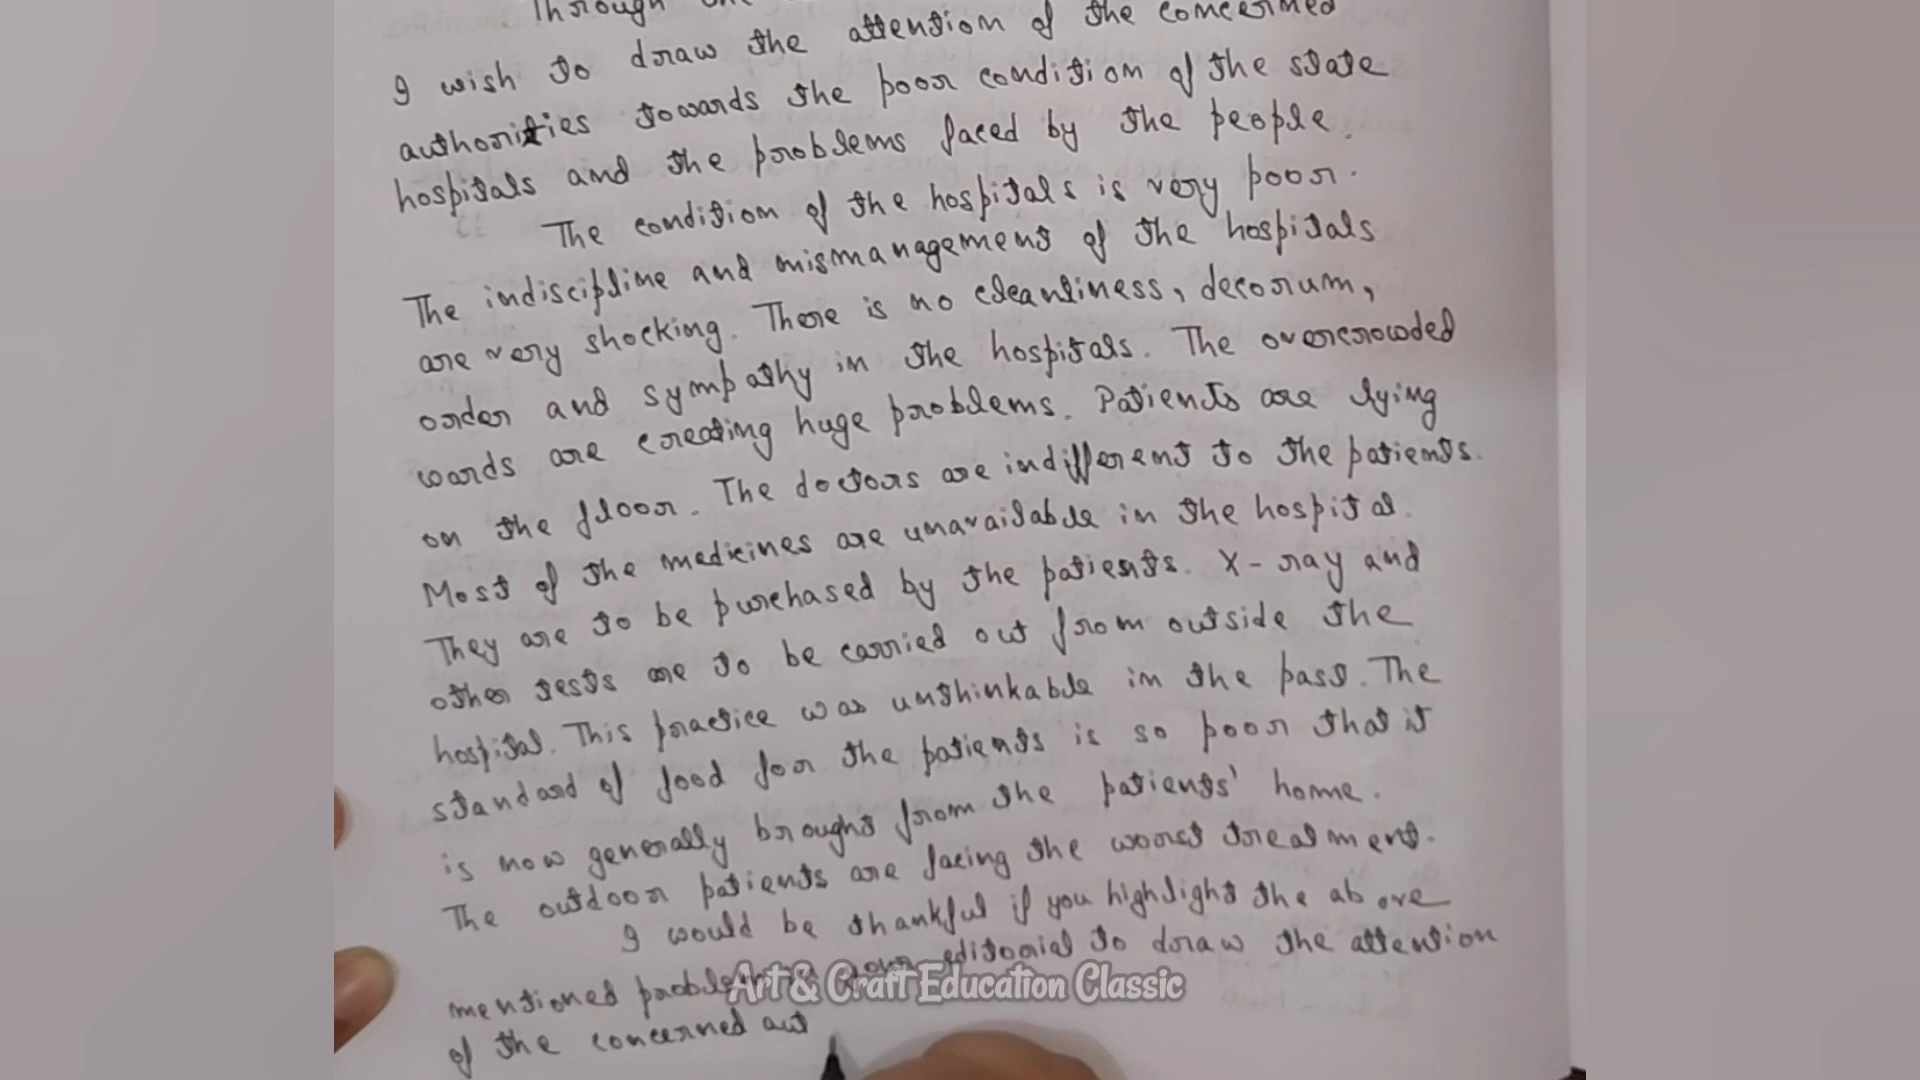 Through
I wish to draw the attention of the concerned
authorities towards the poor condition of the state
hospitals and the problems faced by the people.
The condition of the hospitals is very poor.
The indiscipline and mismanagement of the hospitals
are very shocking. There is no cleanliness, decorum,
order and sympathy in the hospitals. The overcrowded
wards are creating huge problems. Patients are lying
on the floor. The doctors are indifferent to the patients.
Most of the medicines are unavailable in the hospital.
They are to be purchased by the patients. X-ray and
other tests are to be carried out from outside the
hospital. This practice was unthinkable in the past. The
standard of food for the patients is so poor that it
is now generally brought from the patients' home.
The outdoor patients are facing the worst treatment.
I would be thankful if you highlight the above
mentioned your editorial to draw the attention
Art & Craft Education Classic
of the concerned aut